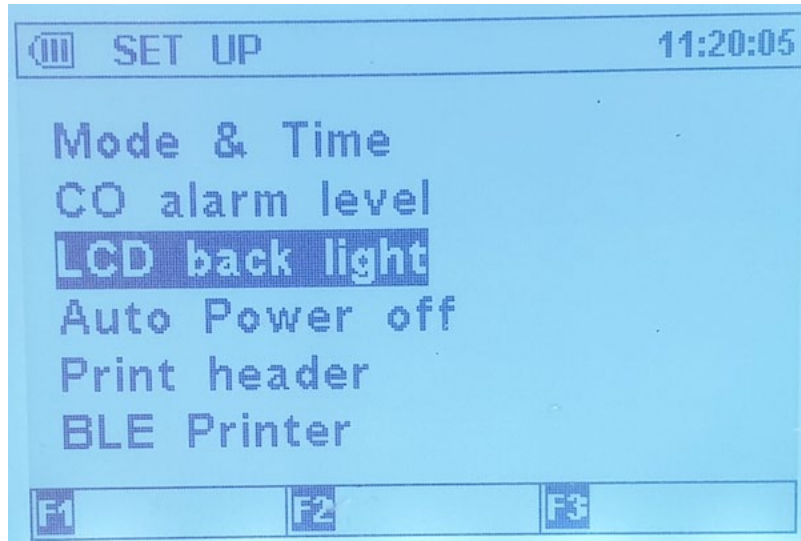 SET UP 11:20:05
Mode & Time
CO alarm level
LCD back light
Auto Power off
Print header
BLE Printer
F1 F2 F3